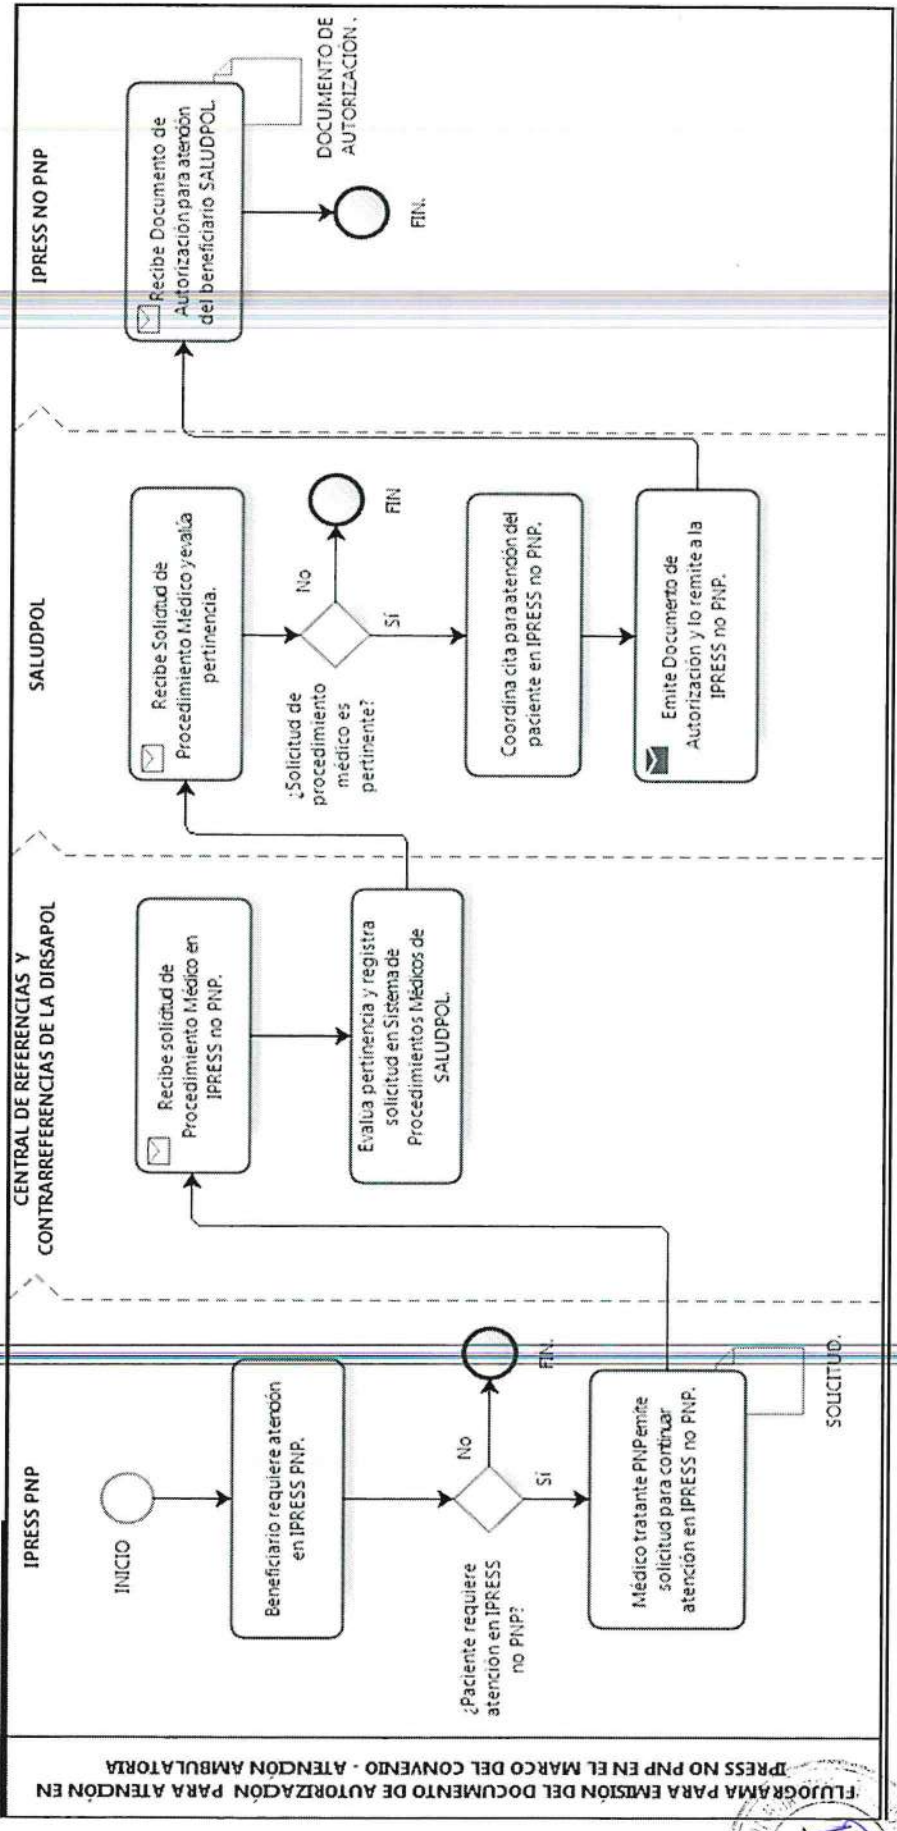 FLUJOGRAMA PARA EMISIÓN DEL DOCUMENTO DE AUTORIZACIÓN PARA ATENCIÓN EN
IPRESS NO PNP EN EL MARCO DEL CONVENIO - ATENCIÓN AMBULATORIA
IPRESS PNP
INICIO
Beneficiario requiere atención
en IPRESS PNP.
¿Paciente requiere
atención en IPRESS
no PNP?
No
FIN.
Sí
Médico tratante PNP emite
solicitud para continuar
atención en IPRESS no PNP.
SOLICITUD.
CENTRAL DE REFERENCIAS Y
CONTRARREFERENCIAS DE LA DIRSAPOL
Recibe solicitud de
Procedimiento Médico en
IPRESS no PNP.
Evalua pertinencia y registra
solicitud en Sistema de
Procedimientos Médicos de
SALUDPOL.
SALUDPOL
Recibe Solicitud de
Procedimiento Médico y evalúa
pertinencia.
¿Solicitud de
procedimiento
médico es
pertinente?
No
FIN
Sí
Coordina cita para atención del
paciente en IPRESS no PNP.
Emite Documento de
Autorización y lo remite a la
IPRESS no PNP.
IPRESS NO PNP
Recibe Documento de
Autorización para atención
del beneficiario SALUDPOL.
DOCUMENTO DE
AUTORIZACIÓN.
FIN.